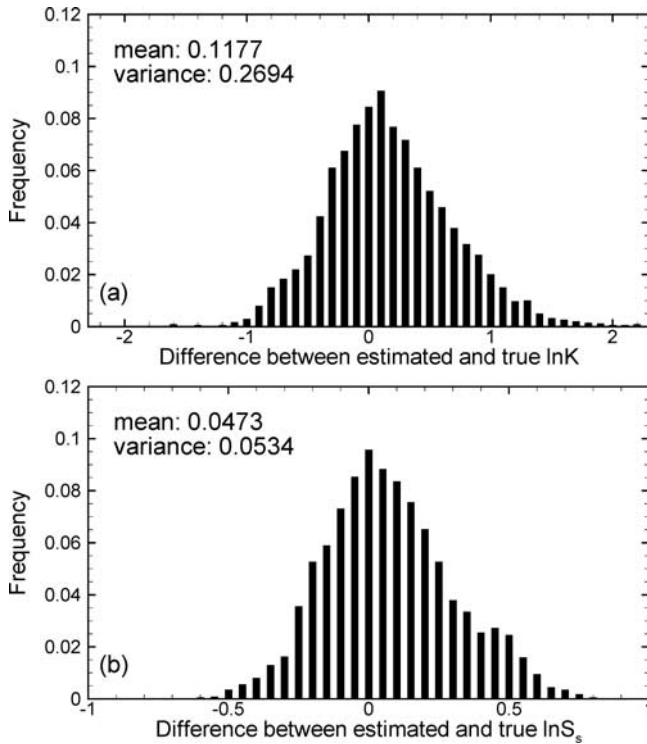 0.12
mean: 0.1177
variance: 0.2694
0.1
0.08
0.06
0.04
0.02
0
Frequency
(a)
-2
-1
0
1
2
Difference between estimated and true lnK
0.12
mean: 0.0473
variance: 0.0534
0.1
0.08
0.06
0.04
0.02
0
Frequency
(b)
-1
-0.5
0
0.5
1
Difference between estimated and true lnSₛ